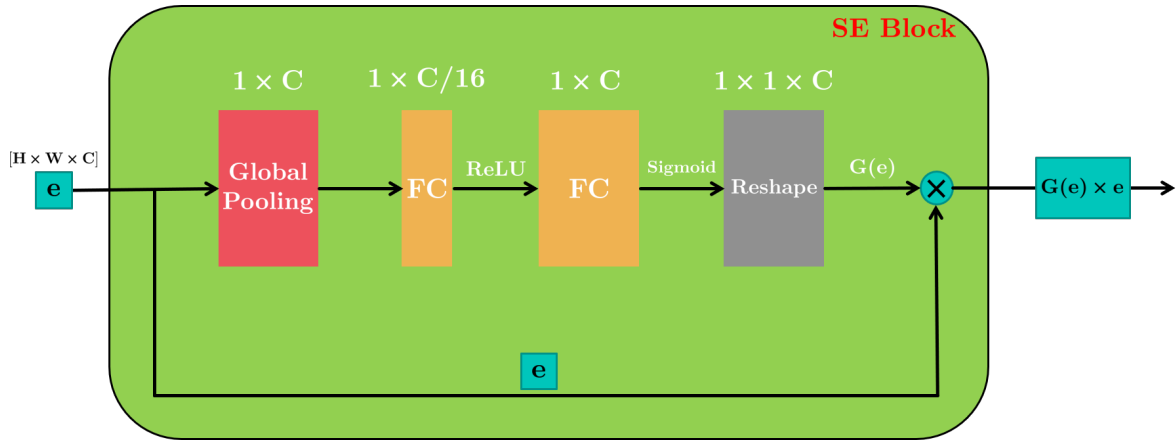 SE Block
1 × C
1 × C/16
1 × C
1 × 1 × C
[H × W × C]
e
Global
Pooling
FC
ReLU
FC
Sigmoid
Reshape
G(e)
×
G(e) × e
e